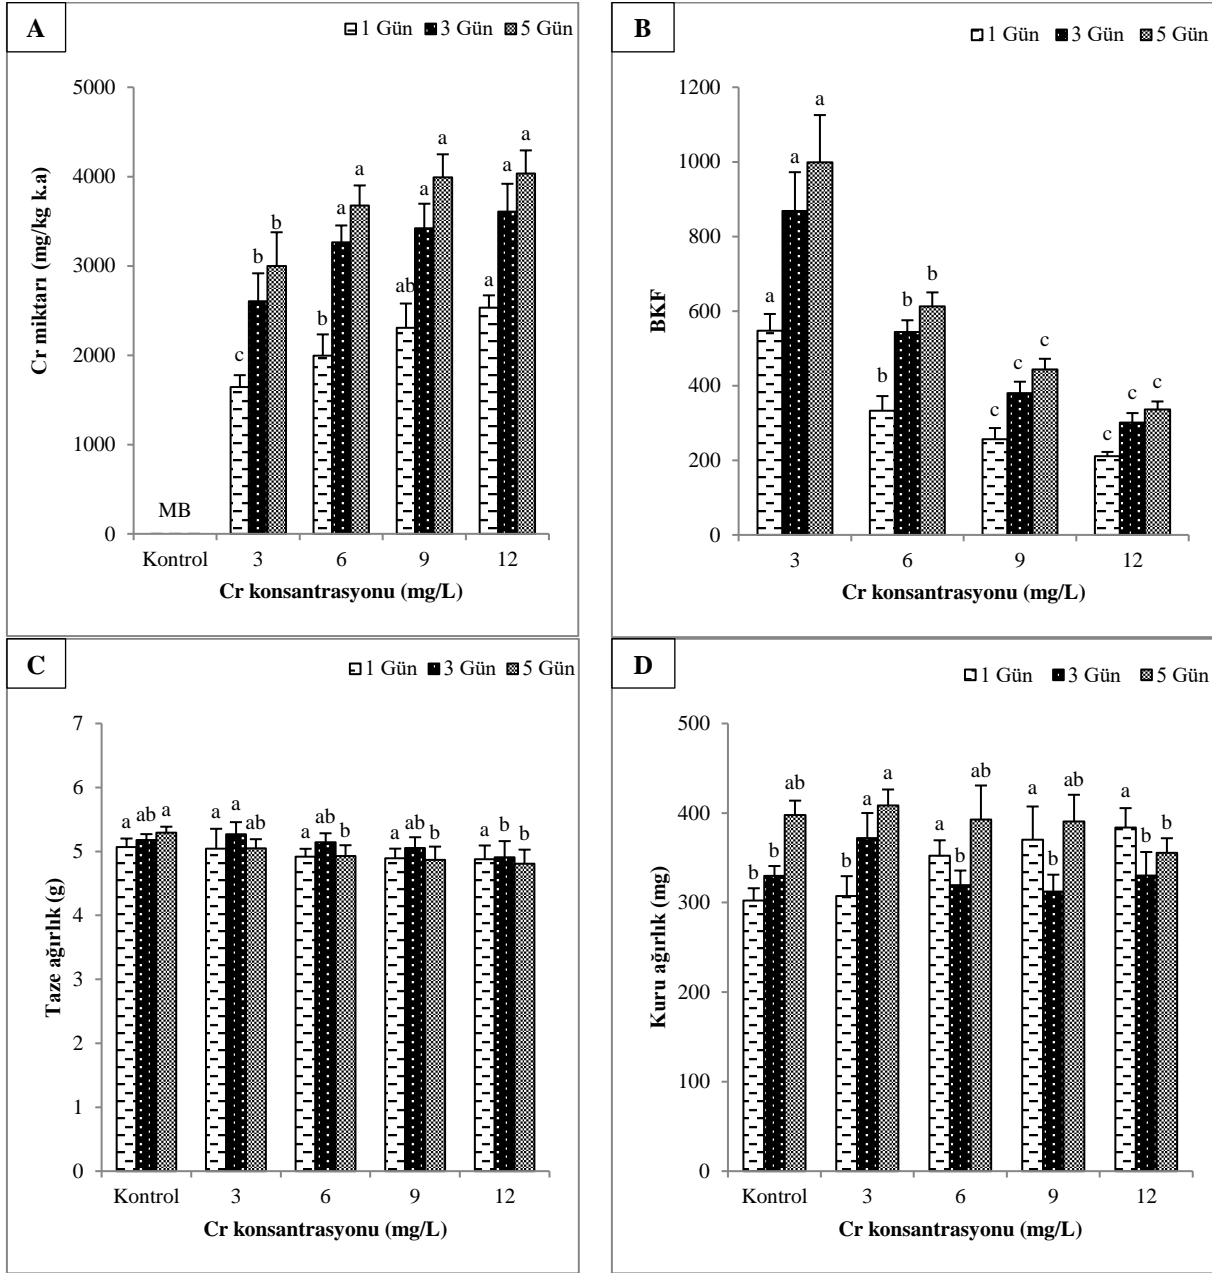 A
1 Gün 3 Gün 5 Gün
Cr miktarı (mg/kg k.a)
5000
4000
3000
2000
1000
0
MB
c b b
b a a
ab a a
a a a
Kontrol 3 6 9 12
Cr konsantrasyonu (mg/L)
B
1 Gün 3 Gün 5 Gün
BKF
1200
1000
800
600
400
200
0
a a a
b b b
c c c
c c c
3 6 9 12
Cr konsantrasyonu (mg/L)
C
1 Gün 3 Gün 5 Gün
Taze ağırlık (g)
7
6
5
4
3
2
1
0
a ab a
a a ab
a ab b
a ab b
a b b
Kontrol 3 6 9 12
Cr konsantrasyonu (mg/L)
D
1 Gün 3 Gün 5 Gün
Kuru ağırlık (mg)
500
400
300
200
100
0
b b ab
b a a
a b ab
a b ab
a b b
Kontrol 3 6 9 12
Cr konsantrasyonu (mg/L)